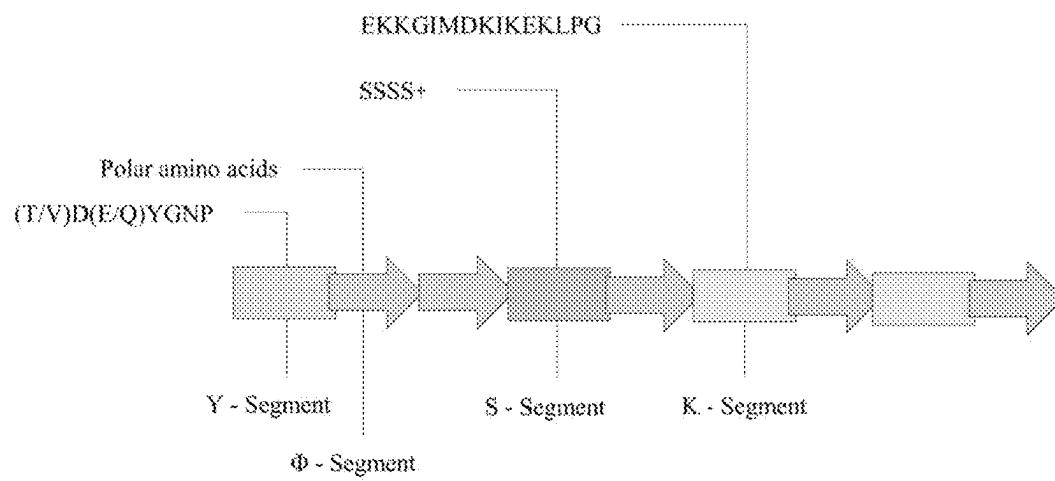 EKKGIMDKIKEKLPG
SSSS+
Polar amino acids
(T/V)D(E/Q)YGNP
Y - Segment
S - Segment
K - Segment
Φ - Segment